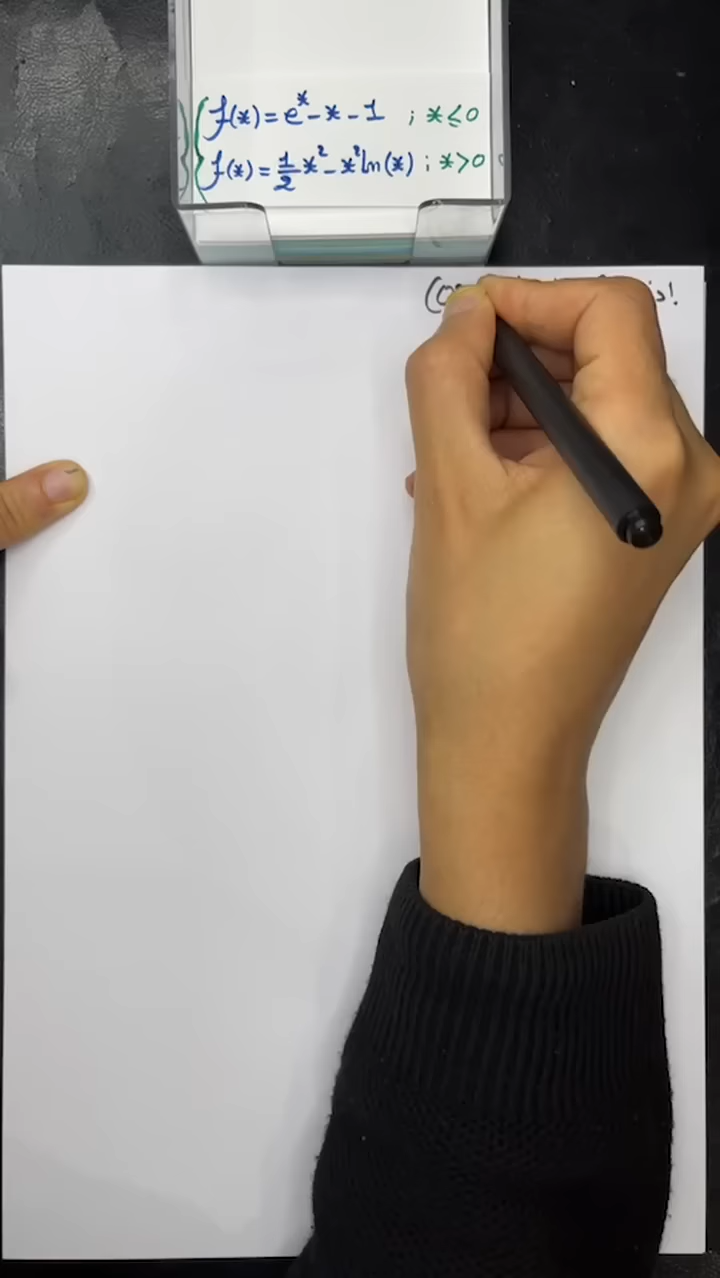 f(x) = e^x - x - 1 ; x ≤ 0
f(x) = 1/2 x² - x² ln(x) ; x > 0